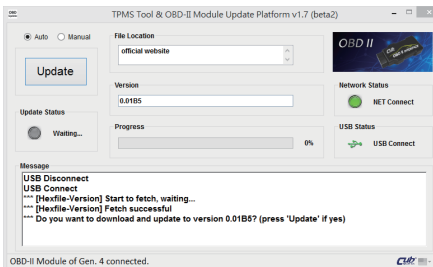 TPMS Tool & OBD-II Module Update Platform v1.7 (beta2)
Auto
Manual
Update
Update Status
Waiting...
File Location
official website
Version
0.01B5
Progress
0%
OBD II
Network Status
NET Connect
USB Status
USB Connect
Message
USB Disconnect
USB Connect
*** [Hexfile-Version] Start to fetch, waiting...
*** [Hexfile-Version] Fetch successful
*** Do you want to download and update to version 0.01B5? (press 'Update' if yes)
OBD-II Module of Gen. 4 connected.
Cub